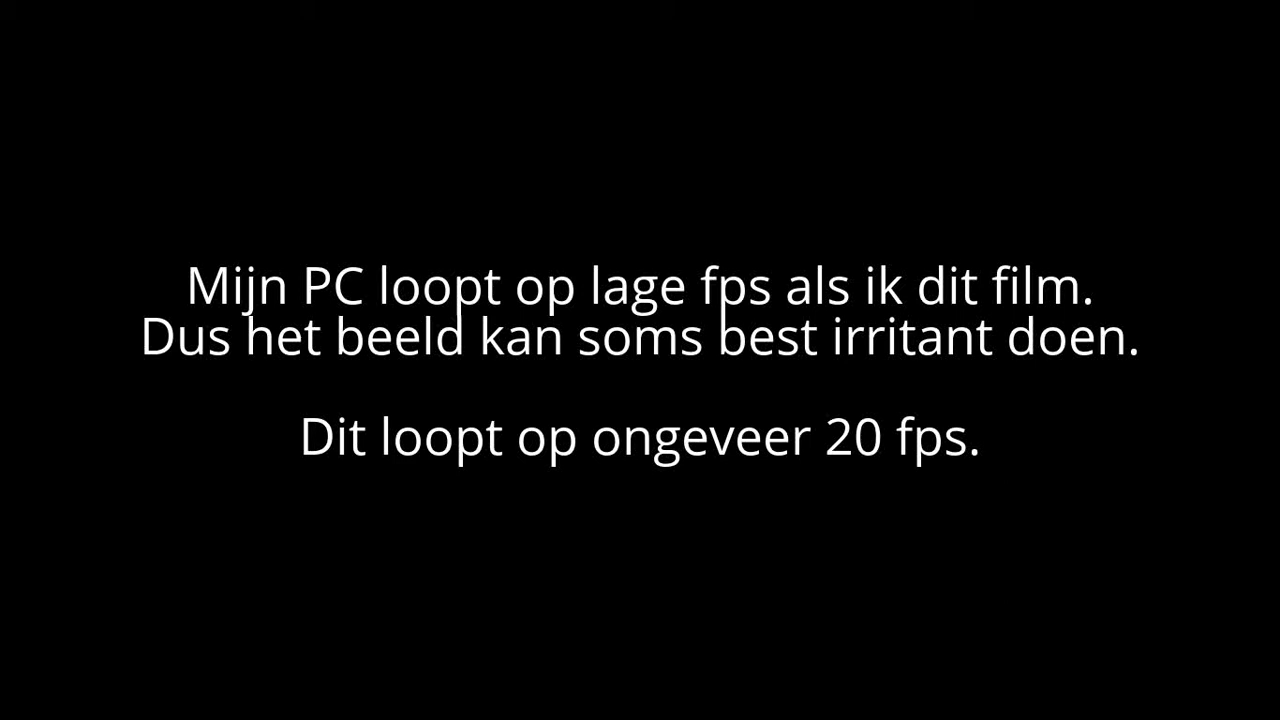 Mijn PC loopt op lage fps als ik dit film.
Dus het beeld kan soms best irritant doen.
Dit loopt op ongeveer 20 fps.